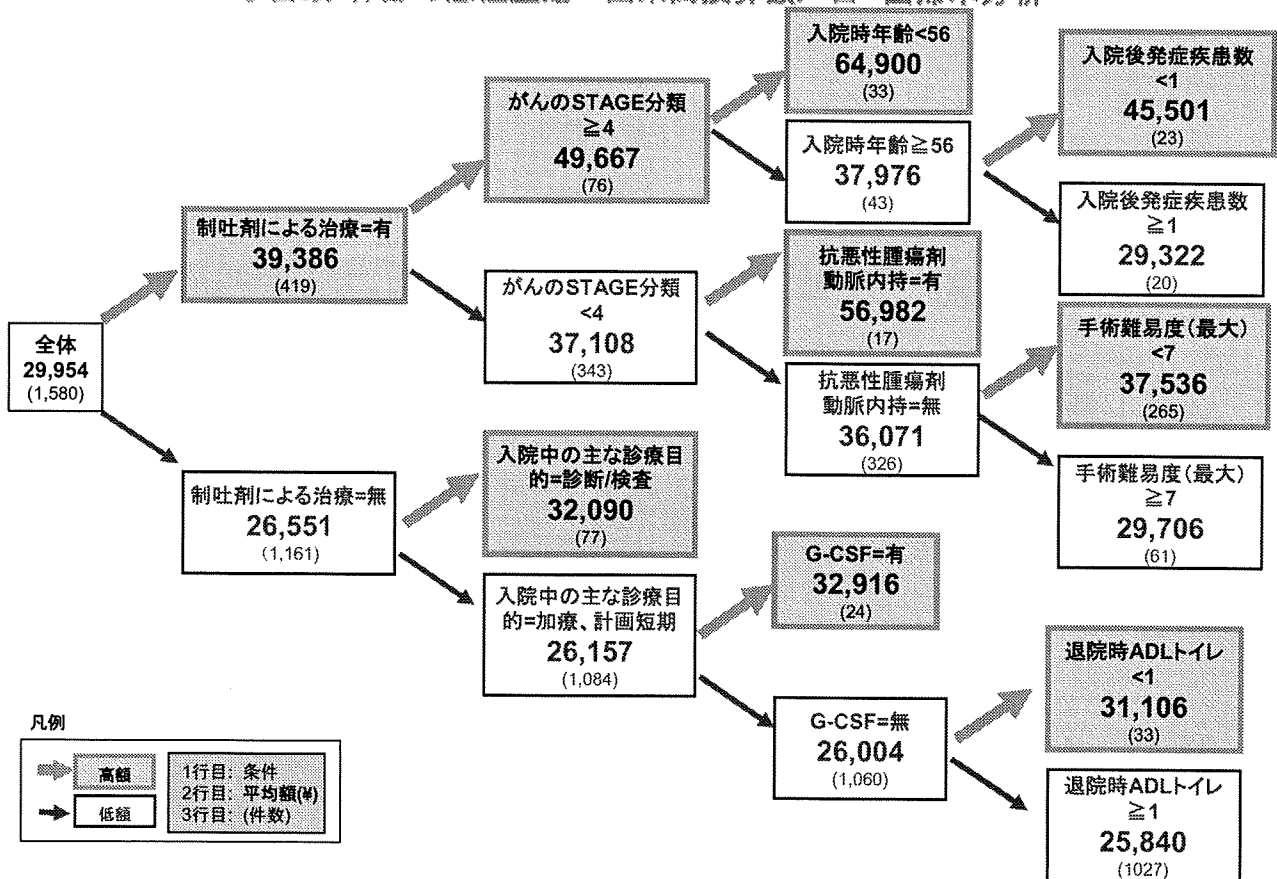 全体
29,954
(1,580)
制吐剤による治療=有
39,386
(419)
制吐剤による治療=無
26,551
(1,161)
がんのSTAGE分類
≧4
49,667
(76)
がんのSTAGE分類
<4
37,108
(343)
入院中の主な診療目
的=診断/検査
32,090
(77)
入院中の主な診療目
的=加療、計画短期
26,157
(1,084)
入院時年齢<56
64,900
(33)
入院時年齢≧56
37,976
(43)
抗悪性腫瘍剤
動脈内持=有
56,982
(17)
抗悪性腫瘍剤
動脈内持=無
36,071
(326)
G-CSF=有
32,916
(24)
G-CSF=無
26,004
(1,060)
入院後発症疾患数
<1
45,501
(23)
入院後発症疾患数
≧1
29,322
(20)
手術難易度(最大)
<7
37,536
(265)
手術難易度(最大)
≧7
29,706
(61)
退院時ADLトイレ
<1
31,106
(33)
退院時ADLトイレ
≧1
25,840
(1027)
凡例
高額
低額
1行目: 条件
2行目: 平均額(¥)
3行目: (件数)